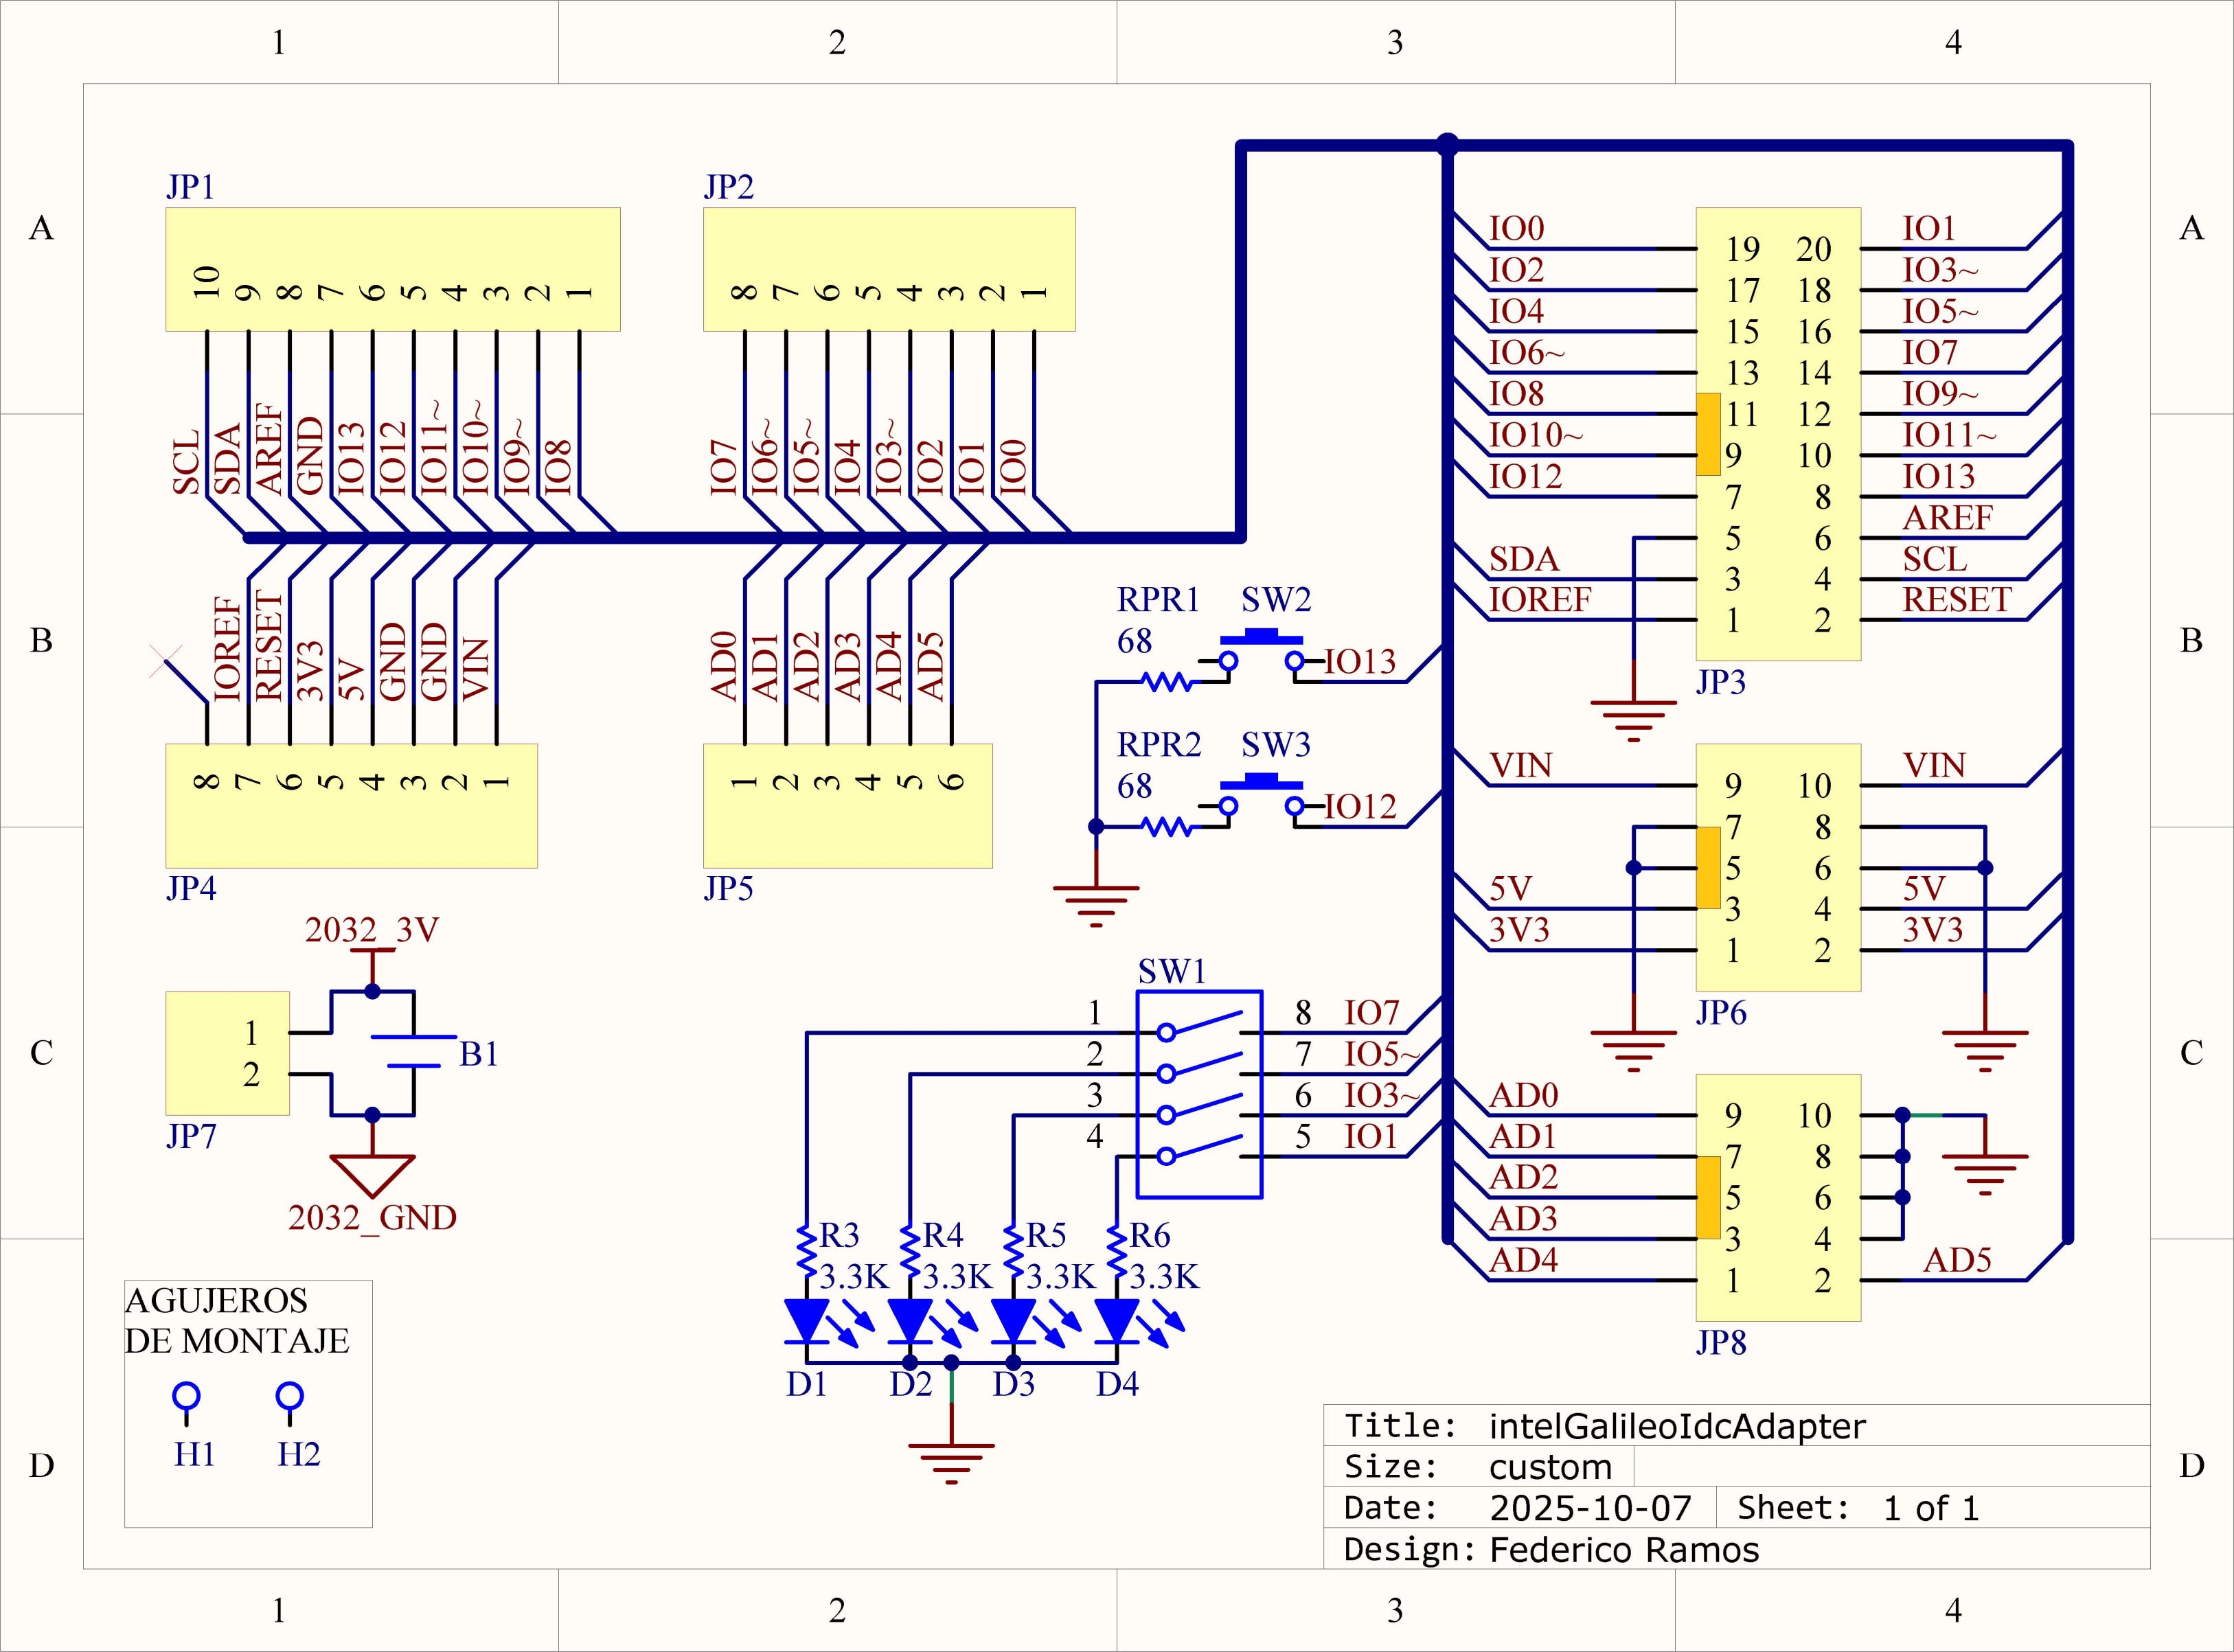 1 2 3 4
A A
B B
C C
D D
1 2 3 4
JP1
10 9 8 7 6 5 4 3 2 1
SCL SDA AREF GND IO13 IO12 IO11~ IO10~ IO9~ IO8
JP2
8 7 6 5 4 3 2 1
IO7 IO6~ IO5~ IO4 IO3~ IO2 IO1 IO0
IOREF RESET 3V3 5V GND GND VIN
8 7 6 5 4 3 2 1
JP4
AD0 AD1 AD2 AD3 AD4 AD5
1 2 3 4 5 6
JP5
RPR1 SW2
68
IO13
RPR2 SW3
68
IO12
IO0 19 20 IO1
IO2 17 18 IO3~
IO4 15 16 IO5~
IO6~ 13 14 IO7
IO8 11 12 IO9~
IO10~ 9 10 IO11~
IO12 7 8 IO13
5 6 AREF
SDA 3 4 SCL
IOREF 1 2 RESET
JP3
VIN 9 10 VIN
7 8
5 6
5V 3 4 5V
3V3 1 2 3V3
JP6
AD0 9 10
AD1 7 8
AD2 5 6
AD3 3 4
AD4 1 2 AD5
JP8
2032_3V
1
2
B1
JP7
2032_GND
SW1
1 8 IO7
2 7 IO5~
3 6 IO3~
4 5 IO1
R3 R4 R5 R6
3.3K 3.3K 3.3K 3.3K
D1 D2 D3 D4
AGUJEROS
DE MONTAJE
H1 H2
Title: intelGalileoIdcAdapter
Size: custom
Date: 2025-10-07 Sheet: 1 of 1
Design: Federico Ramos